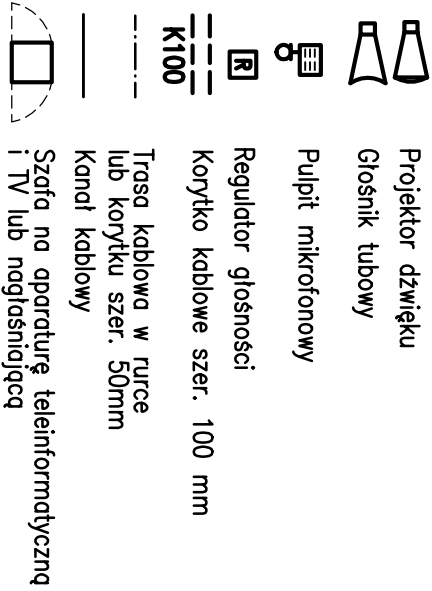 Projektor dźwięku
Głośnik tubowy
Pulpit mikrofonowy
R
Regulator głośności
K100
Korytko kablowe szer. 100 mm
Trasa kablowa w rurce
lub korytku szer. 50mm
Kanał kablowy
Szafa na aparaturę teleinformatyczną
i TV lub nagłaśniającą